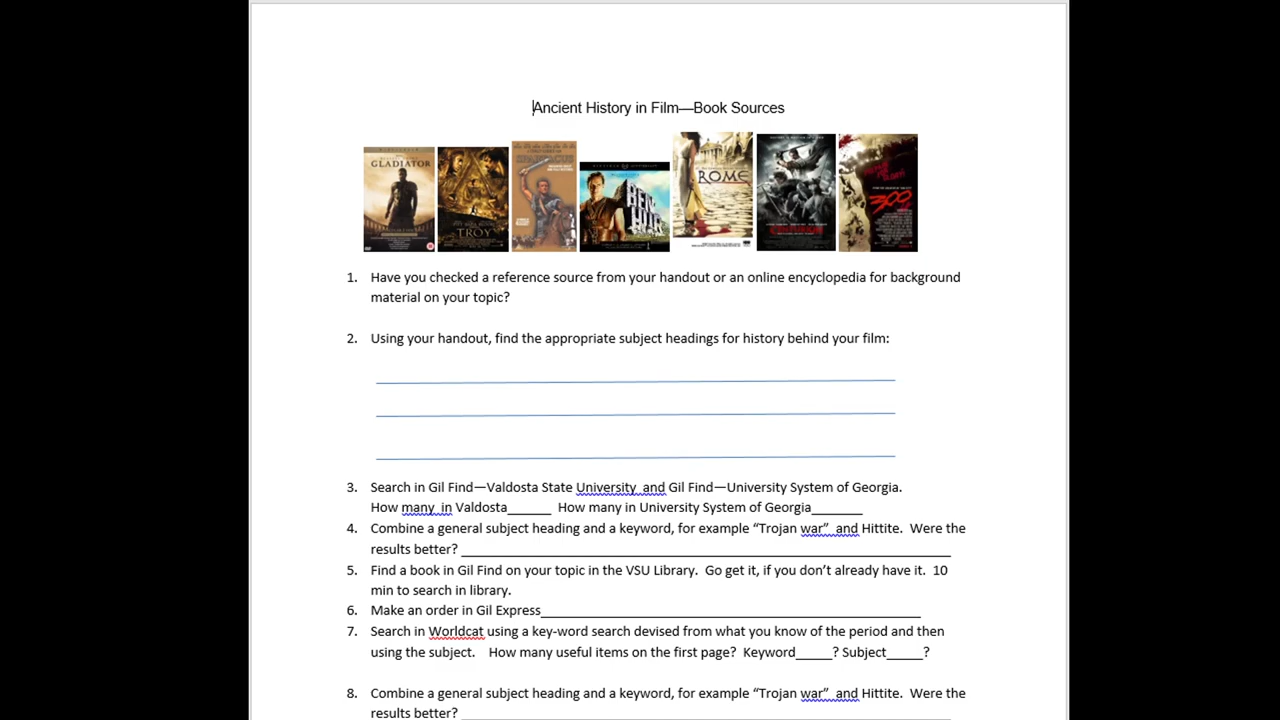 Ancient History in Film—Book Sources
GLADIATOR
TROY
SPARTACUS
BEN HUR
ROME
300
1. Have you checked a reference source from your handout or an online encyclopedia for background
material on your topic?
2. Using your handout, find the appropriate subject headings for history behind your film:
3. Search in Gil Find—Valdosta State University and Gil Find—University System of Georgia.
How many in Valdosta______ How many in University System of Georgia_______
4. Combine a general subject heading and a keyword, for example “Trojan war” and Hittite. Were the
results better? ______________________________________________________________
5. Find a book in Gil Find on your topic in the VSU Library. Go get it, if you don’t already have it. 10
min to search in library.
6. Make an order in Gil Express________________________________________________
7. Search in Worldcat using a key-word search devised from what you know of the period and then
using the subject. How many useful items on the first page? Keyword_____? Subject_____?
8. Combine a general subject heading and a keyword, for example “Trojan war” and Hittite. Were the
results better? ______________________________________________________________